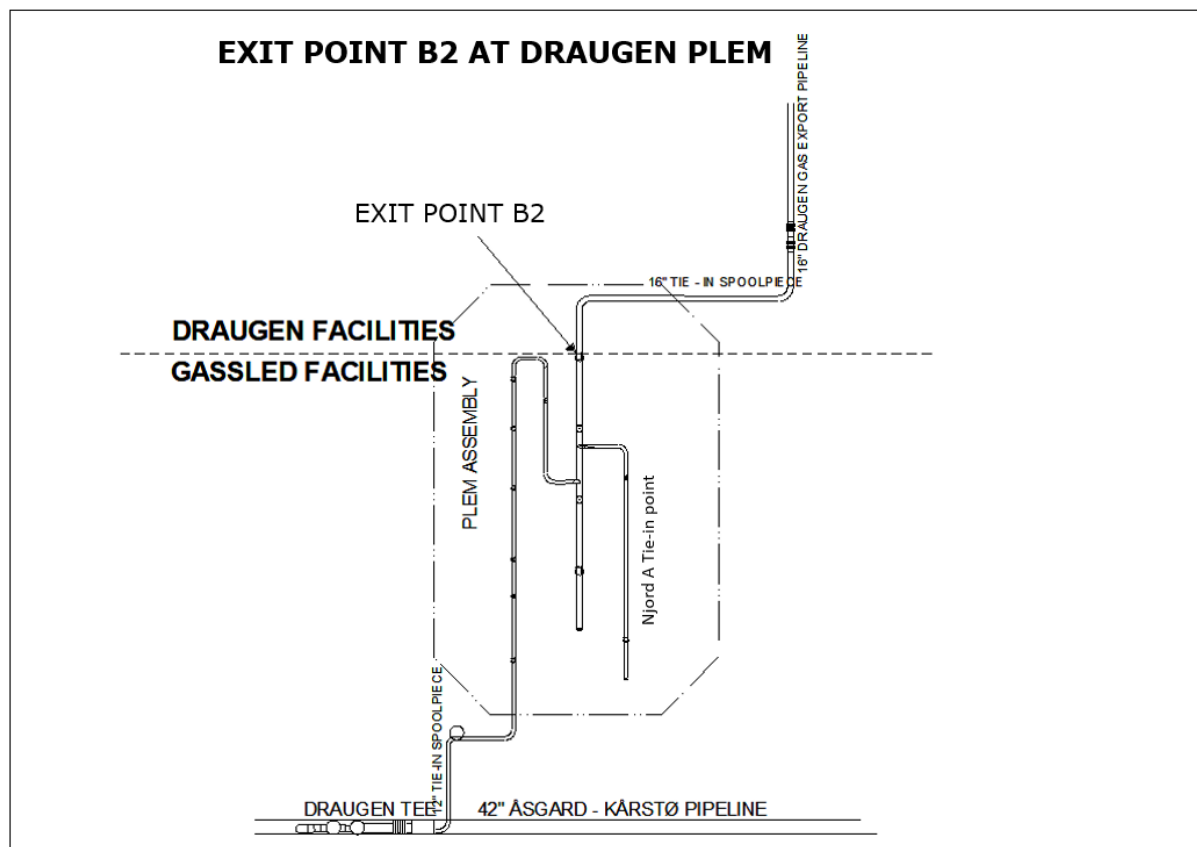 EXIT POINT B2 AT DRAUGEN PLEM
16" DRAUGEN GAS EXPORT PIPELINE
EXIT POINT B2
16" TIE - IN SPOOLPIECE
DRAUGEN FACILITIES
GASSLED FACILITIES
PLEM ASSEMBLY
Njord A Tie-in point
12" TIE-IN SPOOLPIECE
DRAUGEN TEE
42" ÅSGARD - KÅRSTØ PIPELINE